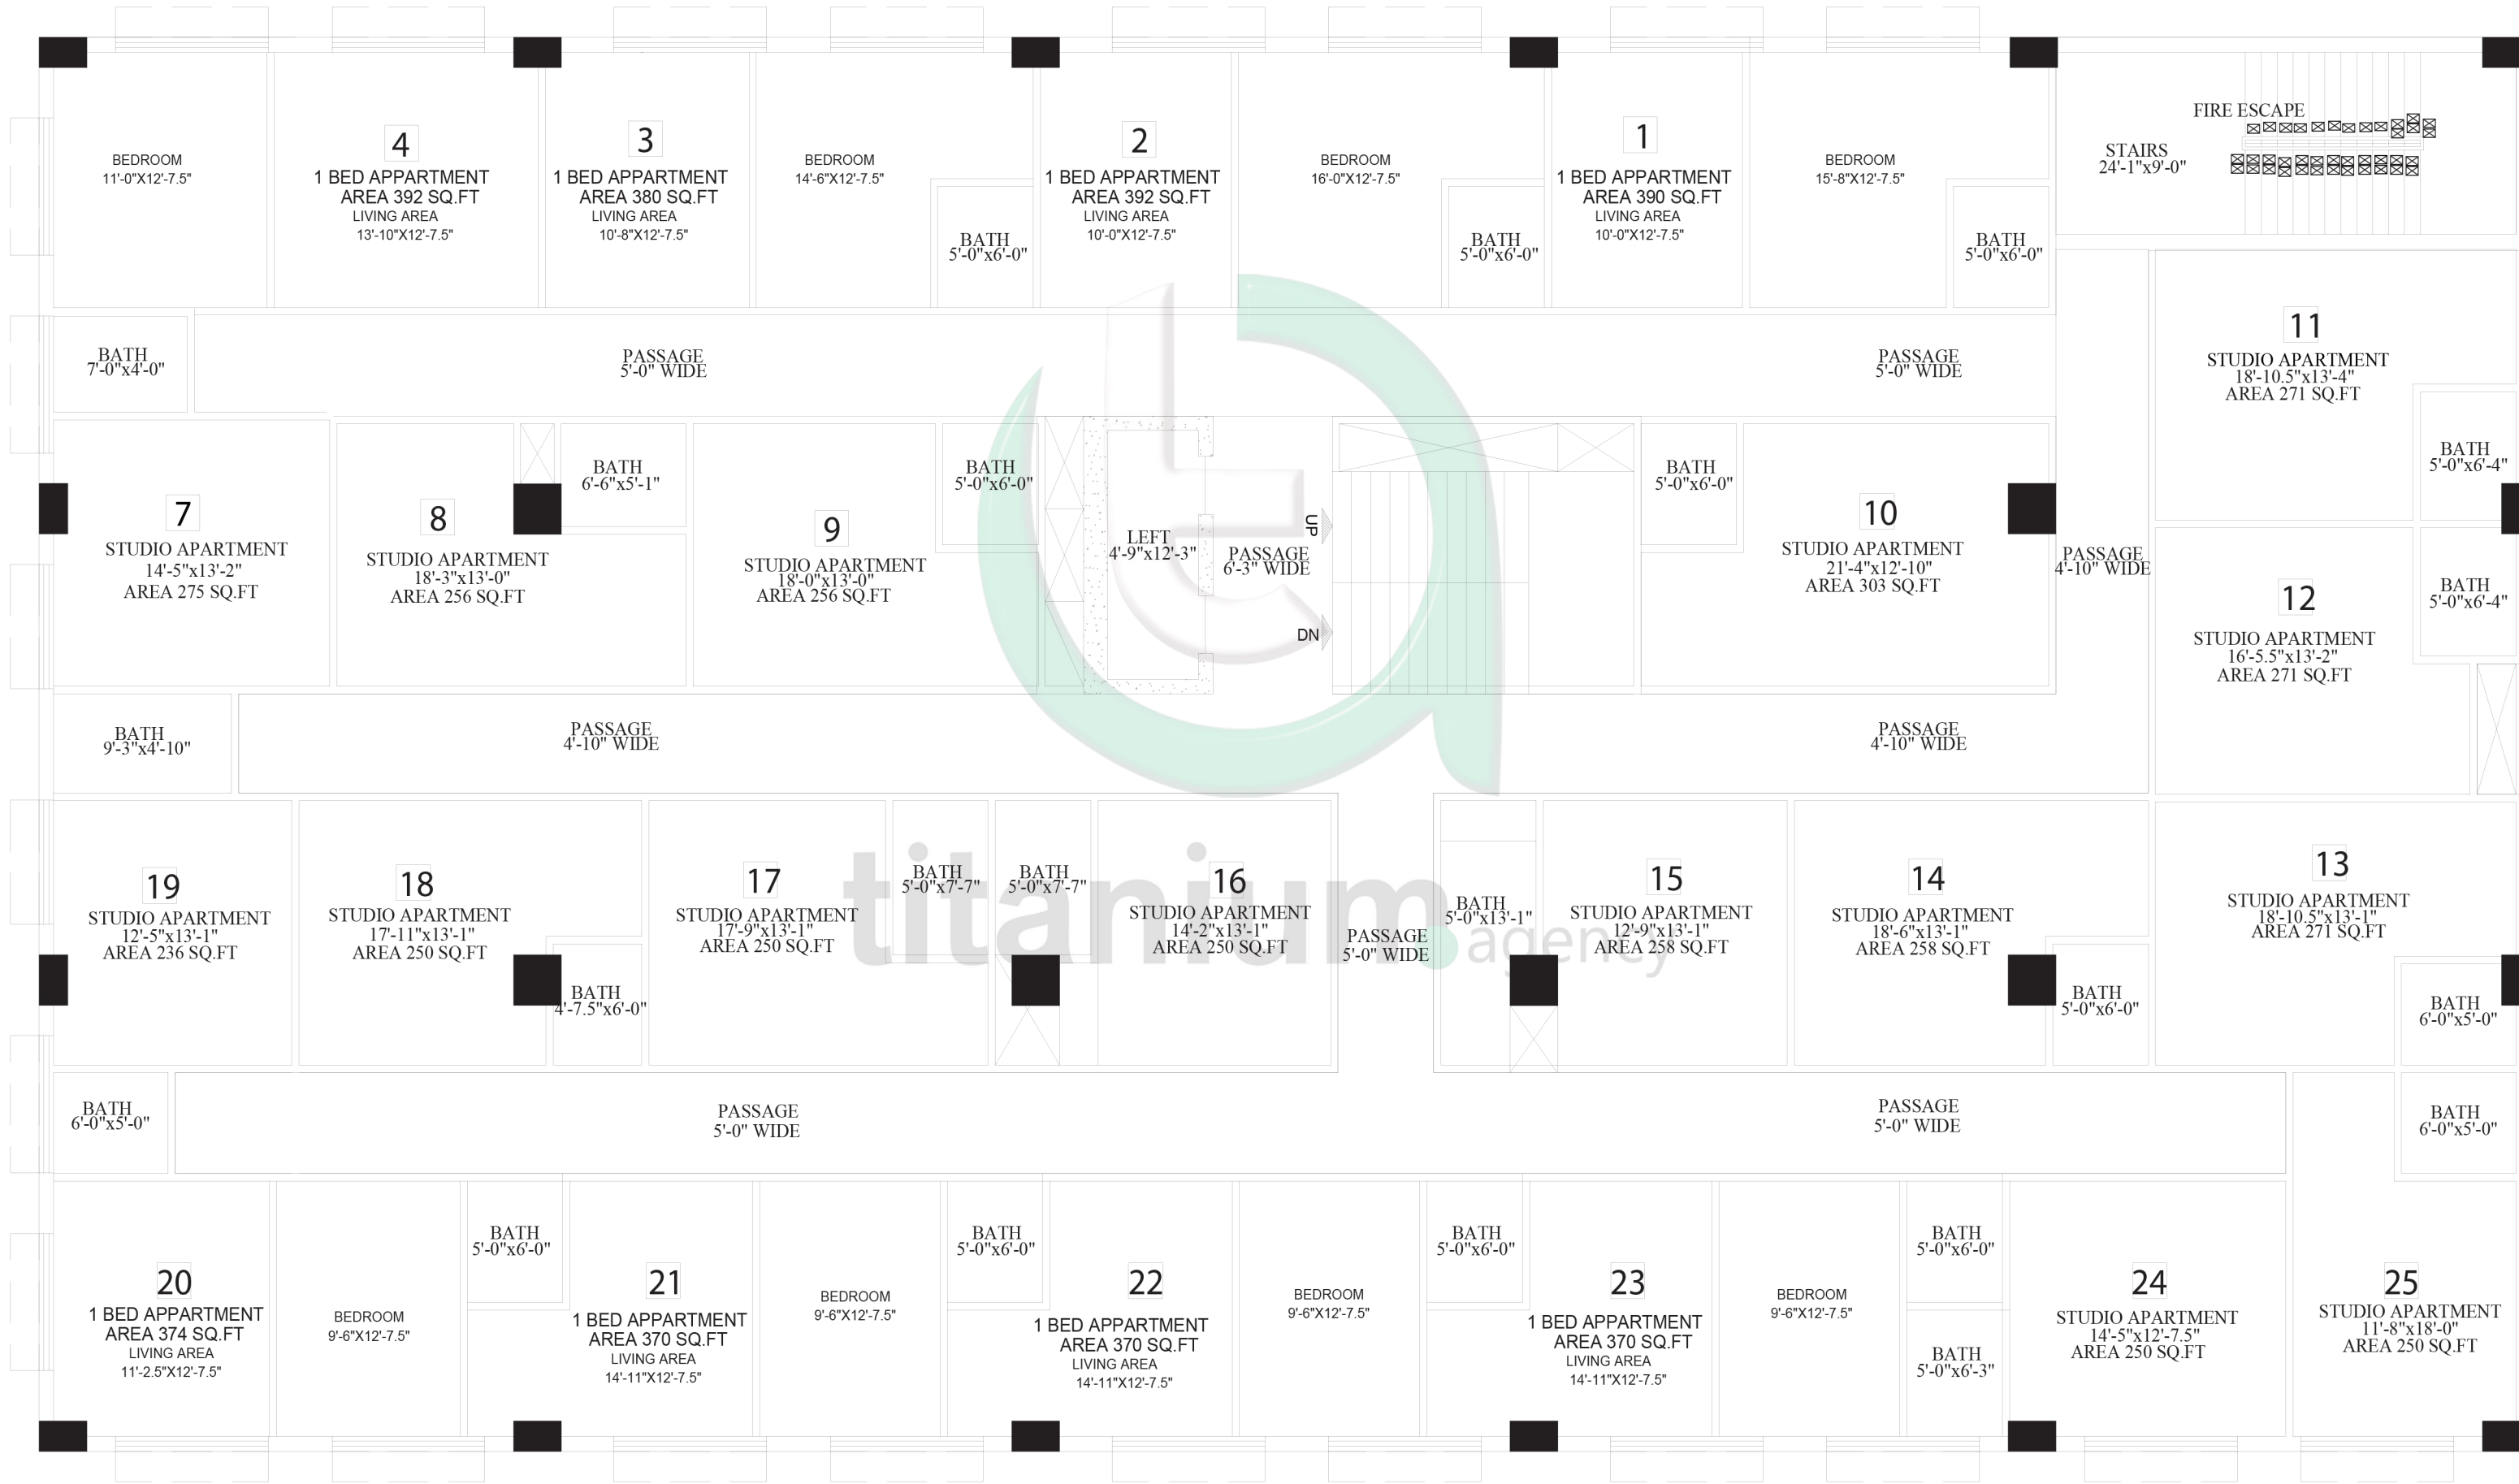 BEDROOM
11'-0"X12'-7.5"
4
1 BED APPARTMENT
AREA 392 SQ.FT
LIVING AREA
13'-10"X12'-7.5"
3
1 BED APPARTMENT
AREA 380 SQ.FT
LIVING AREA
10'-8"X12'-7.5"
BEDROOM
14'-6"X12'-7.5"
BATH
5'-0"x6'-0"
2
1 BED APPARTMENT
AREA 392 SQ.FT
LIVING AREA
10'-0"X12'-7.5"
BEDROOM
16'-0"X12'-7.5"
BATH
5'-0"x6'-0"
1
1 BED APPARTMENT
AREA 390 SQ.FT
LIVING AREA
10'-0"X12'-7.5"
BEDROOM
15'-8"X12'-7.5"
BATH
5'-0"x6'-0"
FIRE ESCAPE
STAIRS
24'-1"x9'-0"
BATH
7'-0"x4'-0"
PASSAGE
5'-0" WIDE
PASSAGE
5'-0" WIDE
11
STUDIO APARTMENT
18'-10.5"x13'-4"
AREA 271 SQ.FT
BATH
5'-0"x6'-4"
7
STUDIO APARTMENT
14'-5"x13'-2"
AREA 275 SQ.FT
8
STUDIO APARTMENT
18'-3"x13'-0"
AREA 256 SQ.FT
BATH
6'-6"x5'-1"
9
STUDIO APARTMENT
18'-0"x13'-0"
AREA 256 SQ.FT
BATH
5'-0"x6'-0"
LEFT
4'-9"x12'-3"
PASSAGE
6'-3" WIDE
UP
DN
BATH
5'-0"x6'-0"
10
STUDIO APARTMENT
21'-4"x12'-10"
AREA 303 SQ.FT
PASSAGE
4'-10" WIDE
BATH
5'-0"x6'-4"
12
STUDIO APARTMENT
16'-5.5"x13'-2"
AREA 271 SQ.FT
BATH
9'-3"x4'-10"
PASSAGE
4'-10" WIDE
PASSAGE
4'-10" WIDE
19
STUDIO APARTMENT
12'-5"x13'-1"
AREA 236 SQ.FT
18
STUDIO APARTMENT
17'-11"x13'-1"
AREA 250 SQ.FT
BATH
4'-7.5"x6'-0"
17
STUDIO APARTMENT
17'-9"x13'-1"
AREA 250 SQ.FT
BATH
5'-0"x7'-7"
BATH
5'-0"x7'-7"
16
STUDIO APARTMENT
14'-2"x13'-1"
AREA 250 SQ.FT
PASSAGE
5'-0" WIDE
BATH
5'-0"x13'-1"
15
STUDIO APARTMENT
12'-9"x13'-1"
AREA 258 SQ.FT
14
STUDIO APARTMENT
18'-6"x13'-1"
AREA 258 SQ.FT
BATH
5'-0"x6'-0"
13
STUDIO APARTMENT
18'-10.5"x13'-1"
AREA 271 SQ.FT
BATH
6'-0"x5'-0"
titanium
agency
BATH
6'-0"x5'-0"
PASSAGE
5'-0" WIDE
PASSAGE
5'-0" WIDE
BATH
6'-0"x5'-0"
20
1 BED APPARTMENT
AREA 374 SQ.FT
LIVING AREA
11'-2.5"X12'-7.5"
BEDROOM
9'-6"X12'-7.5"
BATH
5'-0"x6'-0"
21
1 BED APPARTMENT
AREA 370 SQ.FT
LIVING AREA
14'-11"X12'-7.5"
BEDROOM
9'-6"X12'-7.5"
BATH
5'-0"x6'-0"
22
1 BED APPARTMENT
AREA 370 SQ.FT
LIVING AREA
14'-11"X12'-7.5"
BEDROOM
9'-6"X12'-7.5"
BATH
5'-0"x6'-0"
23
1 BED APPARTMENT
AREA 370 SQ.FT
LIVING AREA
14'-11"X12'-7.5"
BEDROOM
9'-6"X12'-7.5"
BATH
5'-0"x6'-0"
BATH
5'-0"x6'-3"
24
STUDIO APARTMENT
14'-5"x12'-7.5"
AREA 250 SQ.FT
25
STUDIO APARTMENT
11'-8"x18'-0"
AREA 250 SQ.FT